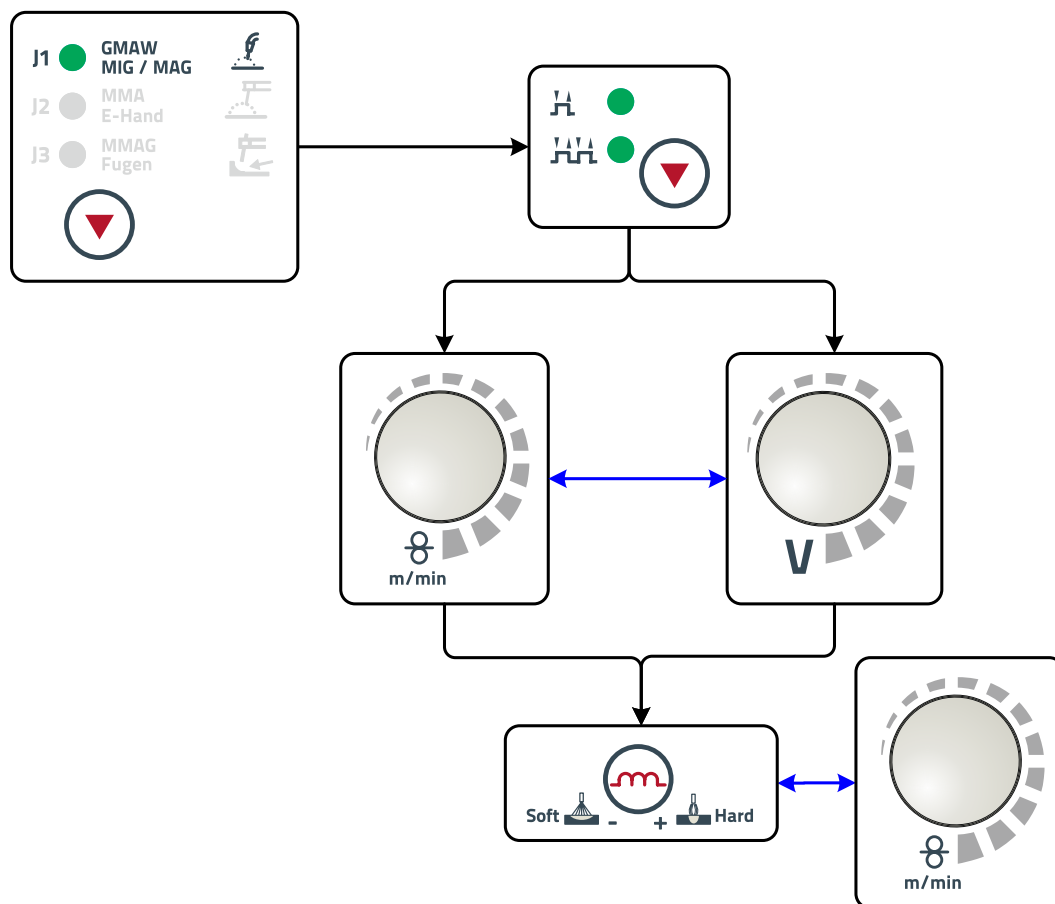 J1 GMAW
MIG / MAG
J2 MMA
E-Hand
J3 MMAG
Fugen
m/min
V
Soft - + Hard
m/min